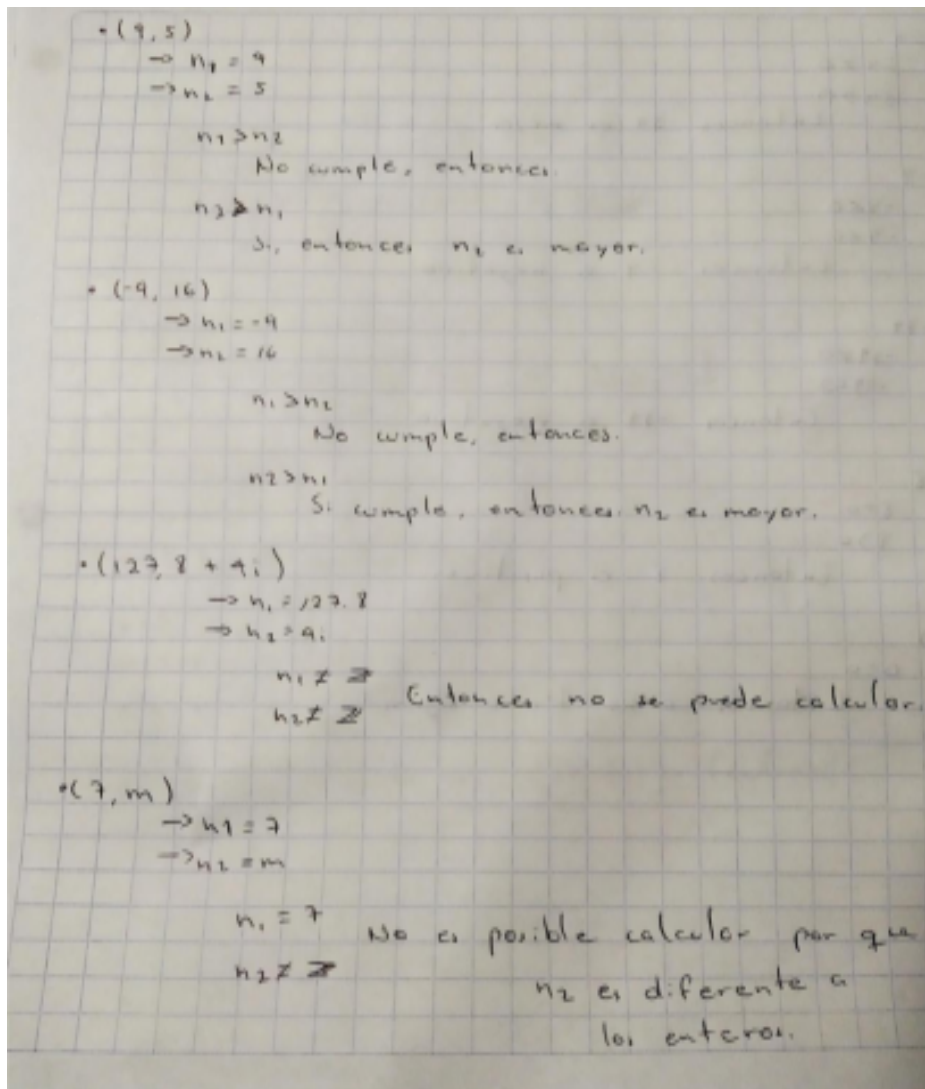 • (9, 5)
→ n₁ = 9
→ n₂ = 5
n₁ > n₂
No cumple, entonces.
n₂ > n₁
Si, entonces n₂ es mayor.
• (-9, 16)
→ n₁ = -9
→ n₂ = 16
n₁ > n₂
No cumple, entonces.
n2 > n₁
Si cumple, entonces n₂ es mayor.
• (127.8 + 9i)
→ n₁ = 127.8
→ n₂ = 9i
n₁ ≠ Z
n₂ ≠ Z Entonces no se puede calcular.
• (7, m)
→ n1 = 7
→ n₂ = m
n₁ = 7 No es posible calcular por que
n₂ ≠ Z n₂ es diferente a
los enteros.